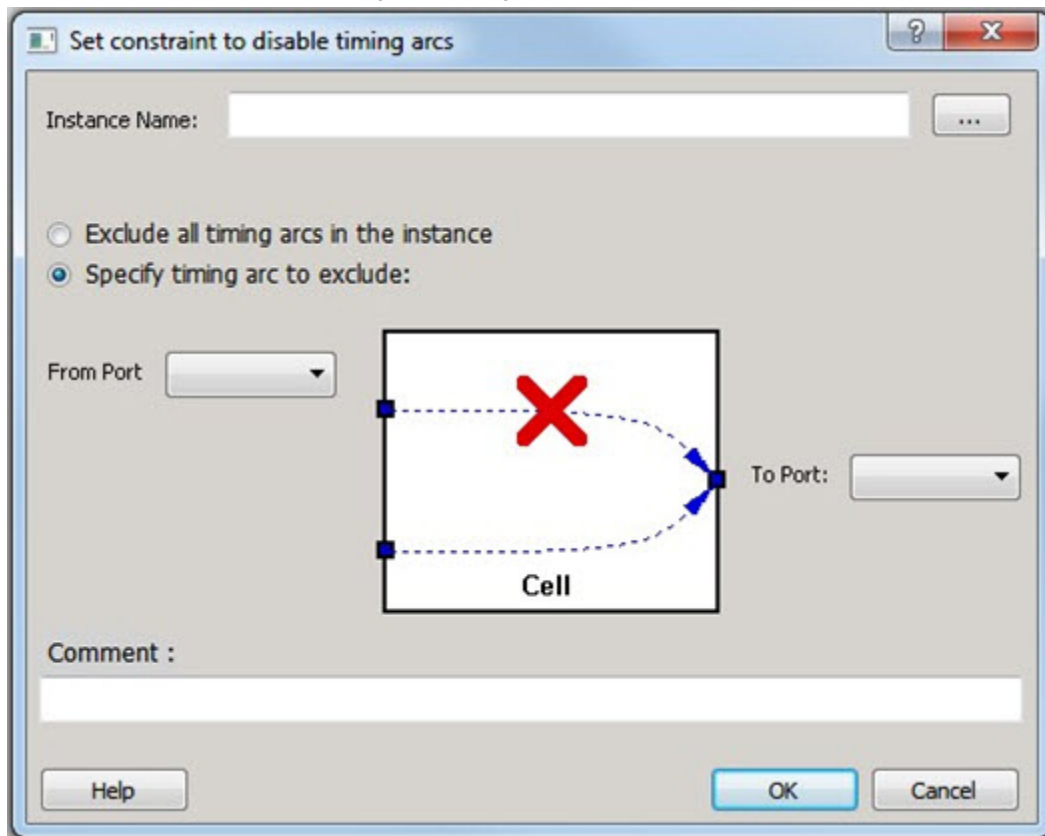 Set constraint to disable timing arcs
Instance Name:
...
Exclude all timing arcs in the instance
Specify timing arc to exclude:
From Port
To Port:
Cell
Comment :
Help
OK
Cancel